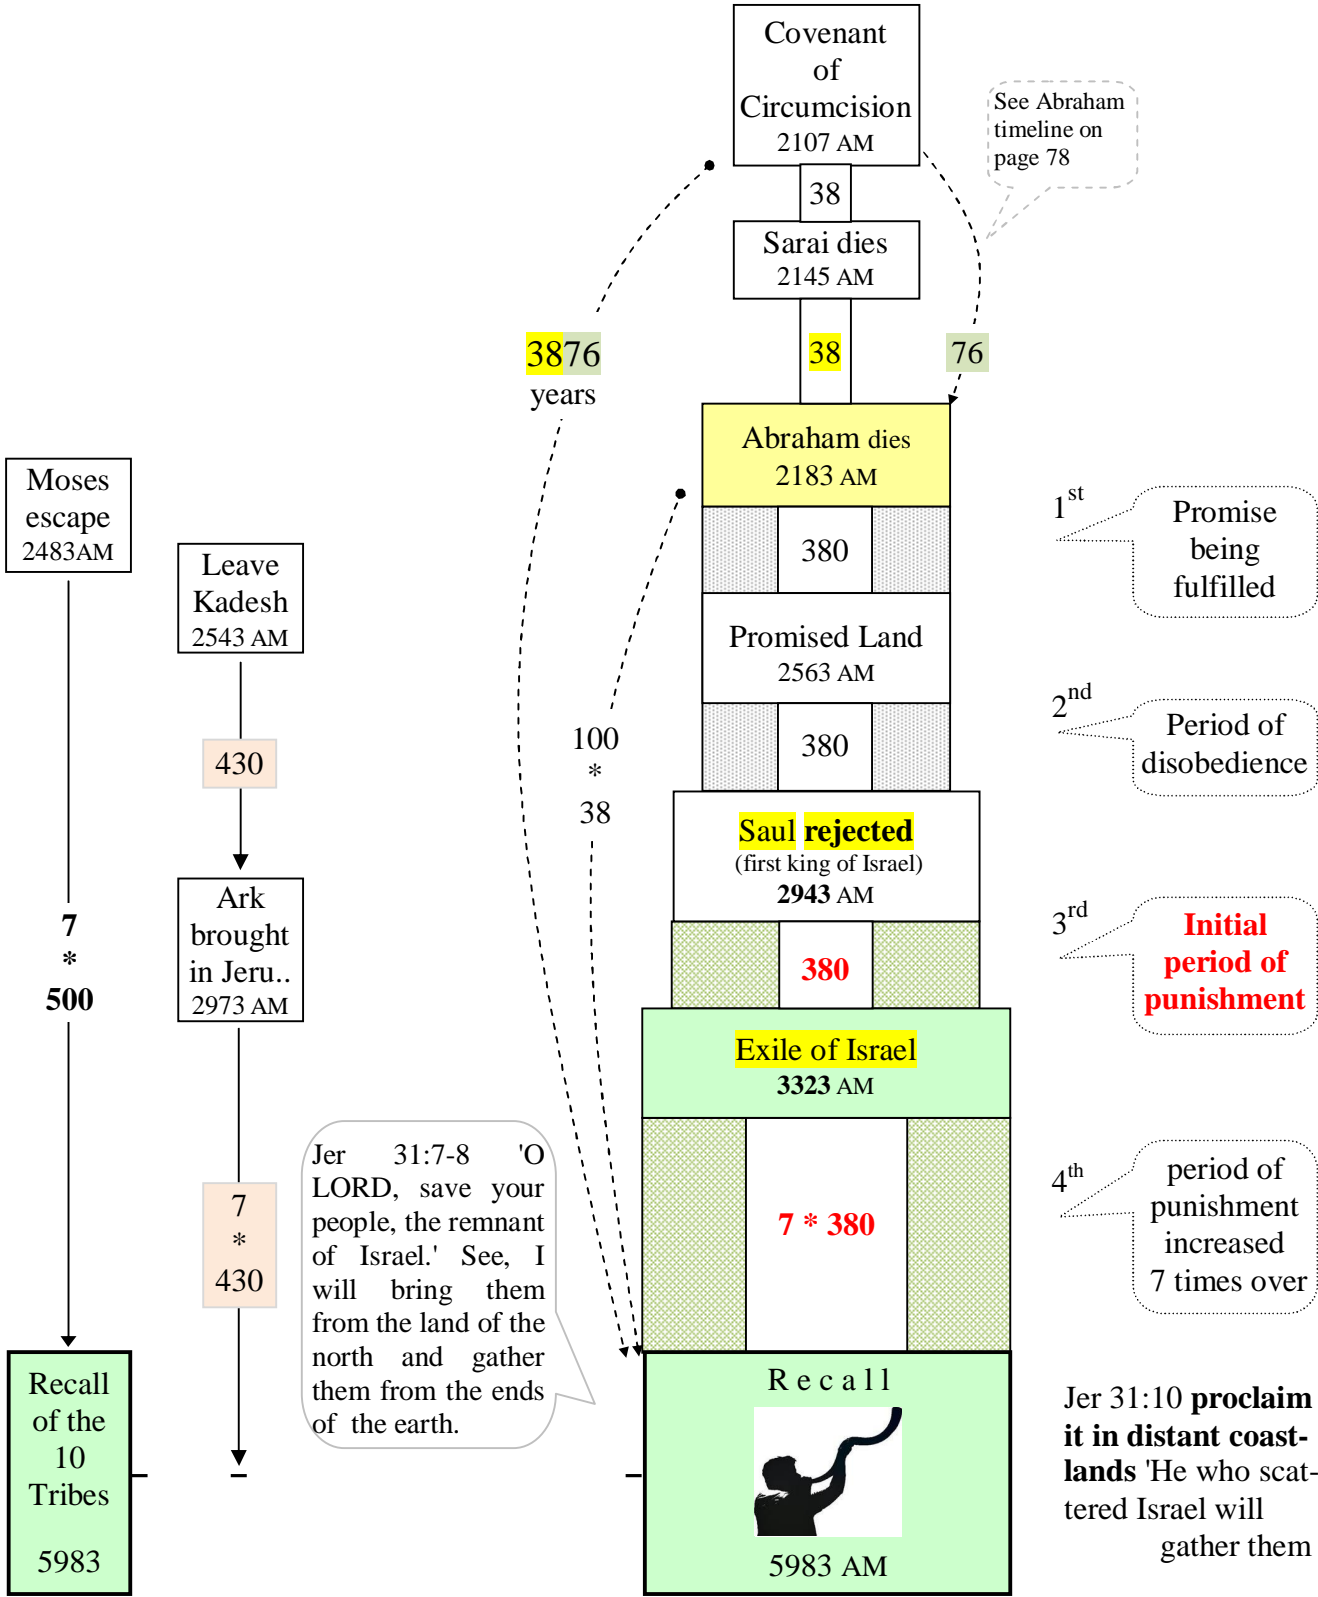 Covenant
of
Circumcision
2107 AM
See Abraham
timeline on
page 78
38
Sarai dies
2145 AM
3876
years
38
76
Abraham dies
2183 AM
Moses
escape
2483AM
Leave
Kadesh
2543 AM
380
1st
Promise
being
fulfilled
Promised Land
2563 AM
430
100
*
38
380
2nd
Period of
disobedience
Saul rejected
(first king of Israel)
2943 AM
7
*
500
Ark
brought
in Jeru..
2973 AM
380
3rd
Initial
period of
punishment
Exile of Israel
3323 AM
7
*
430
Jer 31:7-8 'O
LORD, save your
people, the remnant
of Israel.' See, I
will bring them
from the land of the
north and gather
them from the ends
of the earth.
7 * 380
4th
period of
punishment
increased
7 times over
Recall
of the
10
Tribes
5983
Recall
5983 AM
Jer 31:10 proclaim
it in distant coast-
lands 'He who scat-
tered Israel will
gather them